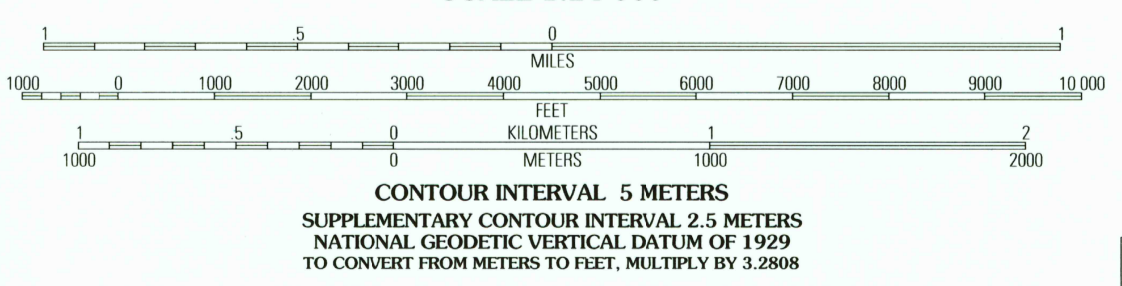 1 .5 0 1
MILES
1000 0 1000 2000 3000 4000 5000 6000 7000 8000 9000 10 000
FEET
1 .5 0 KILOMETERS 1 2
1000 0 METERS 1000 2000
CONTOUR INTERVAL 5 METERS
SUPPLEMENTARY CONTOUR INTERVAL 2.5 METERS
NATIONAL GEODETIC VERTICAL DATUM OF 1929
TO CONVERT FROM METERS TO FEET, MULTIPLY BY 3.2808